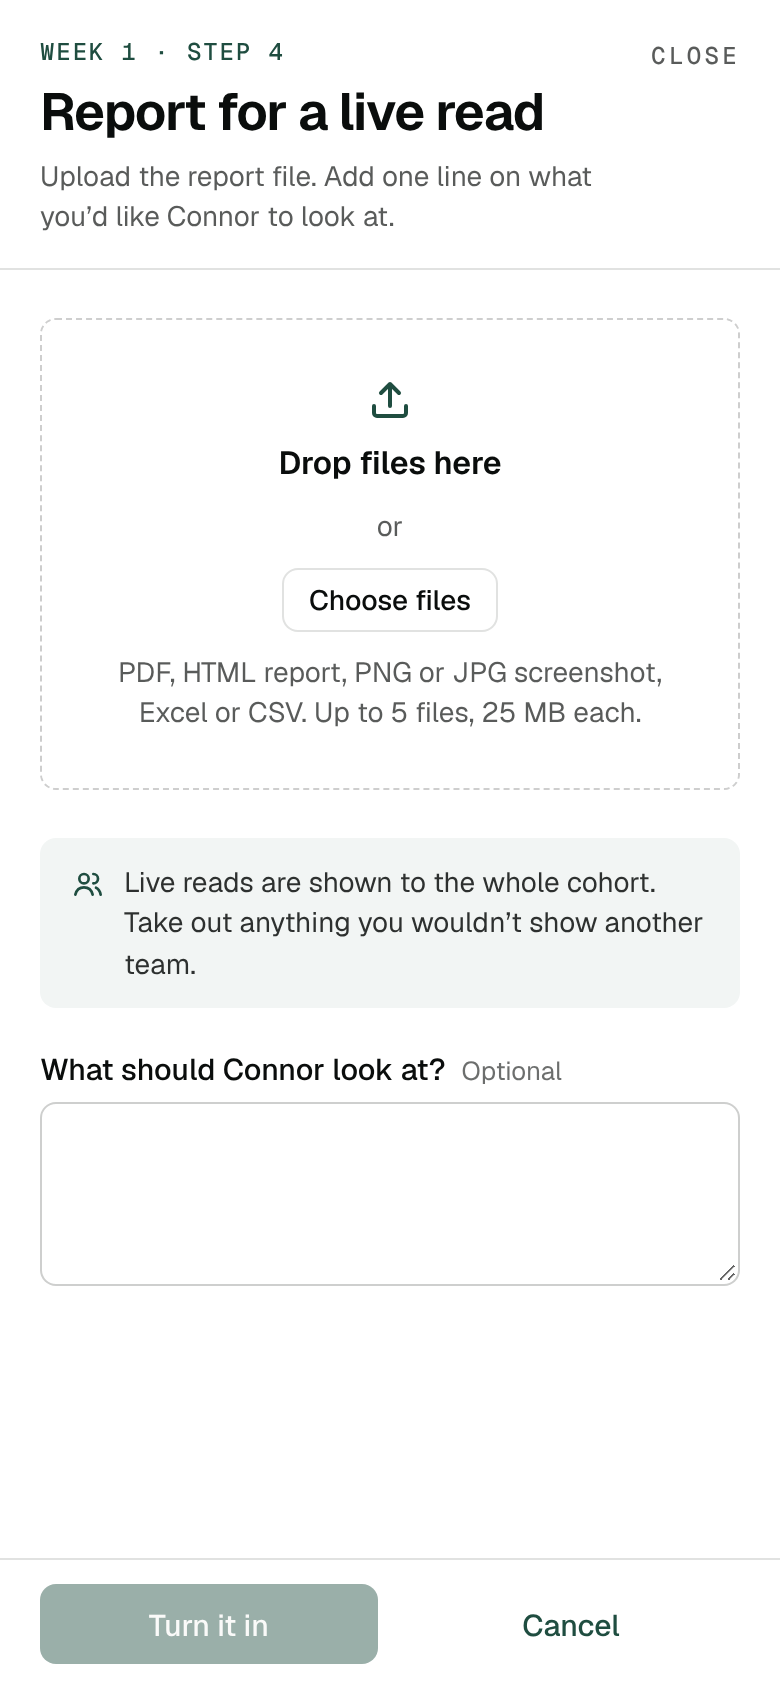 WEEK 1 · STEP 4
CLOSE
Report for a live read
Upload the report file. Add one line on what
you’d like Connor to look at.
Drop files here
or
Choose files
PDF, HTML report, PNG or JPG screenshot,
Excel or CSV. Up to 5 files, 25 MB each.
Live reads are shown to the whole cohort.
Take out anything you wouldn’t show another
team.
What should Connor look at? Optional
Turn it in
Cancel